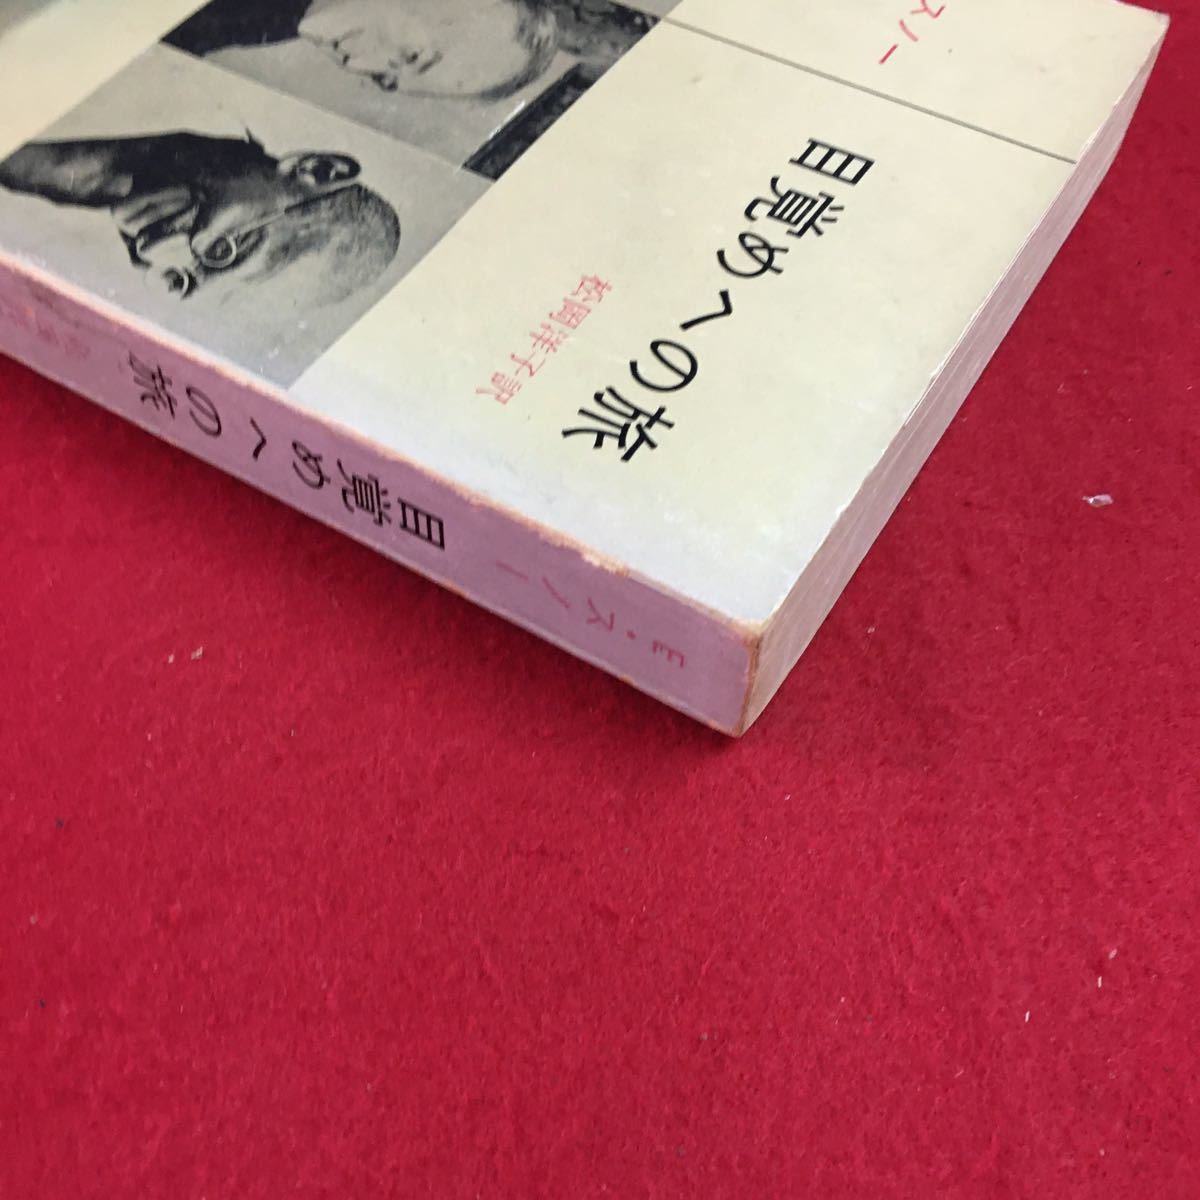 スノー
目覚めへの旅
松岡洋子訳
E・スノー
目覚めへの旅